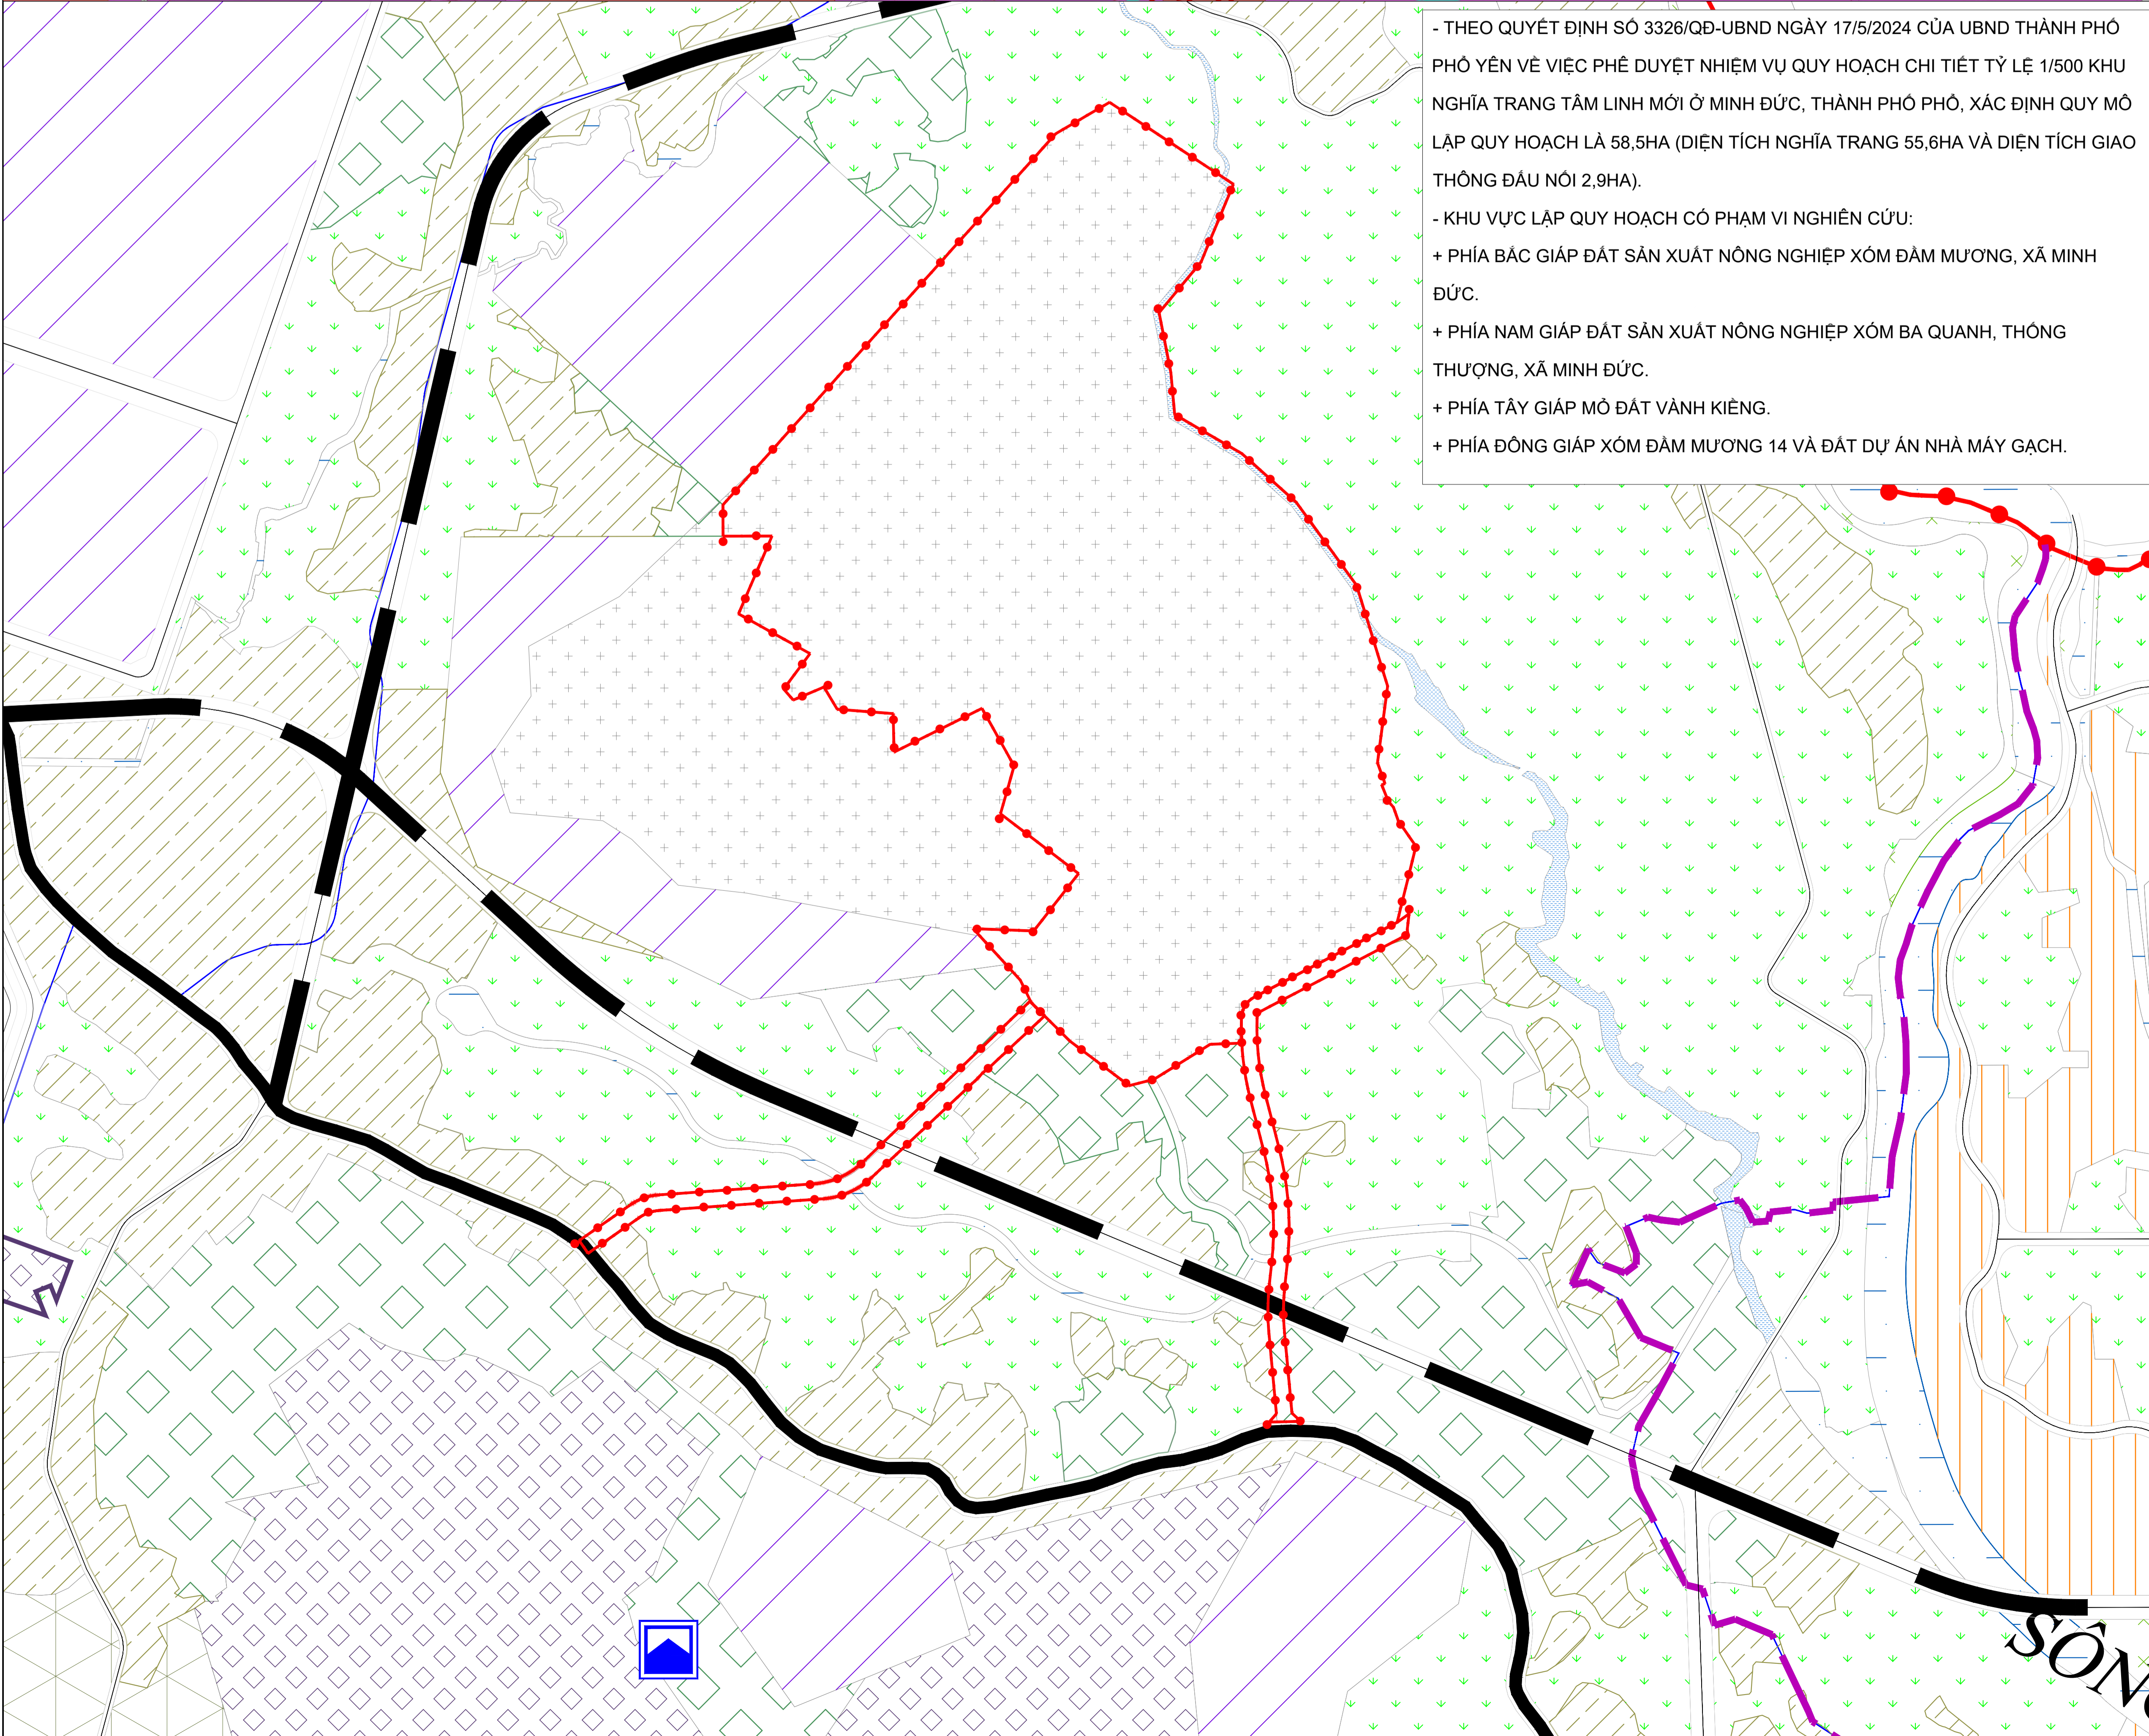 - THEO QUYẾT ĐỊNH SỐ 3326/QĐ-UBND NGÀY 17/5/2024 CỦA UBND THÀNH PHỐ
PHỔ YÊN VỀ VIỆC PHÊ DUYỆT NHIỆM VỤ QUY HOẠCH CHI TIẾT TỶ LỆ 1/500 KHU
NGHĨA TRANG TÂM LINH MỚI Ở MINH ĐỨC, THÀNH PHỐ PHỔ, XÁC ĐỊNH QUY MÔ
LẬP QUY HOẠCH LÀ 58,5HA (DIỆN TÍCH NGHĨA TRANG 55,6HA VÀ DIỆN TÍCH GIAO
THÔNG ĐẤU NỐI 2,9HA).
- KHU VỰC LẬP QUY HOẠCH CÓ PHẠM VI NGHIÊN CỨU:
+ PHÍA BẮC GIÁP ĐẤT SẢN XUẤT NÔNG NGHIỆP XÓM ĐẦM MƯƠNG, XÃ MINH
ĐỨC.
+ PHÍA NAM GIÁP ĐẤT SẢN XUẤT NÔNG NGHIỆP XÓM BA QUANH, THỐNG
THƯỢNG, XÃ MINH ĐỨC.
+ PHÍA TÂY GIÁP MỎ ĐẤT VÀNH KIỀNG.
+ PHÍA ĐÔNG GIÁP XÓM ĐẦM MƯƠNG 14 VÀ ĐẤT DỰ ÁN NHÀ MÁY GẠCH.
SÔNG